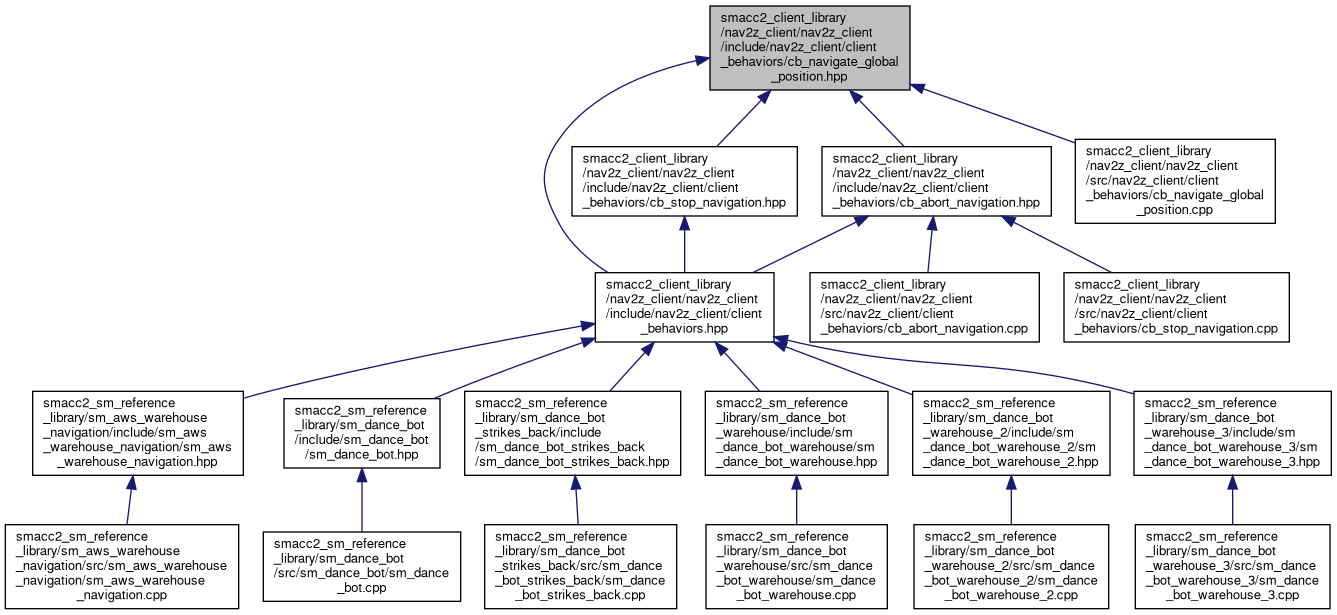 smacc2_client_library
/nav2z_client/nav2z_client
/include/nav2z_client/client
_behaviors/cb_navigate_global
_position.hpp
smacc2_client_library
/nav2z_client/nav2z_client
/include/nav2z_client/client
_behaviors/cb_stop_navigation.hpp
smacc2_client_library
/nav2z_client/nav2z_client
/include/nav2z_client/client
_behaviors/cb_abort_navigation.hpp
smacc2_client_library
/nav2z_client/nav2z_client
/src/nav2z_client/client
_behaviors/cb_navigate_global
_position.cpp
smacc2_client_library
/nav2z_client/nav2z_client
/include/nav2z_client/client
_behaviors.hpp
smacc2_client_library
/nav2z_client/nav2z_client
/src/nav2z_client/client
_behaviors/cb_abort_navigation.cpp
smacc2_client_library
/nav2z_client/nav2z_client
/src/nav2z_client/client
_behaviors/cb_stop_navigation.cpp
smacc2_sm_reference
_library/sm_aws_warehouse
_navigation/include/sm_aws
_warehouse_navigation/sm_aws
_warehouse_navigation.hpp
smacc2_sm_reference
_library/sm_dance_bot
/include/sm_dance_bot
/sm_dance_bot.hpp
smacc2_sm_reference
_library/sm_dance_bot
_strikes_back/include
/sm_dance_bot_strikes_back
/sm_dance_bot_strikes_back.hpp
smacc2_sm_reference
_library/sm_dance_bot
_warehouse/include/sm
_dance_bot_warehouse/sm
_dance_bot_warehouse.hpp
smacc2_sm_reference
_library/sm_dance_bot
_warehouse_2/include/sm
_dance_bot_warehouse_2/sm
_dance_bot_warehouse_2.hpp
smacc2_sm_reference
_library/sm_dance_bot
_warehouse_3/include/sm
_dance_bot_warehouse_3/sm
_dance_bot_warehouse_3.hpp
smacc2_sm_reference
_library/sm_aws_warehouse
_navigation/src/sm_aws_warehouse
_navigation/sm_aws_warehouse
_navigation.cpp
smacc2_sm_reference
_library/sm_dance_bot
/src/sm_dance_bot/sm_dance
_bot.cpp
smacc2_sm_reference
_library/sm_dance_bot
_strikes_back/src/sm_dance
_bot_strikes_back/sm_dance
_bot_strikes_back.cpp
smacc2_sm_reference
_library/sm_dance_bot
_warehouse/src/sm_dance
_bot_warehouse/sm_dance
_bot_warehouse.cpp
smacc2_sm_reference
_library/sm_dance_bot
_warehouse_2/src/sm_dance
_bot_warehouse_2/sm_dance
_bot_warehouse_2.cpp
smacc2_sm_reference
_library/sm_dance_bot
_warehouse_3/src/sm_dance
_bot_warehouse_3/sm_dance
_bot_warehouse_3.cpp